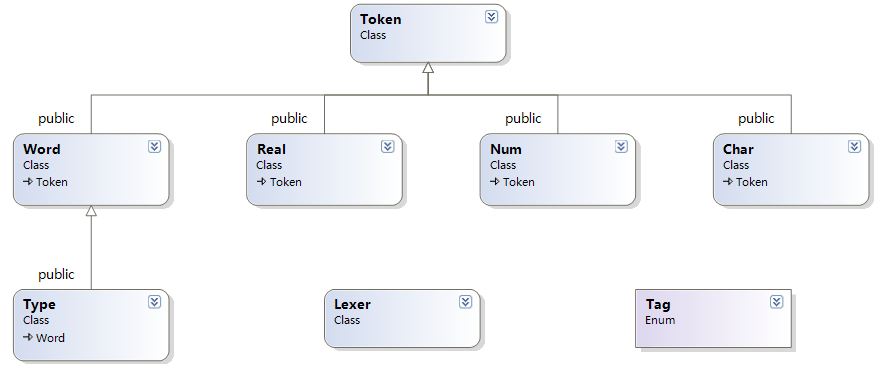 Token
Class
public
public
public
public
Word
Class
Token
Real
Class
Token
Num
Class
Token
Char
Class
Token
public
Type
Class
Word
Lexer
Class
Tag
Enum